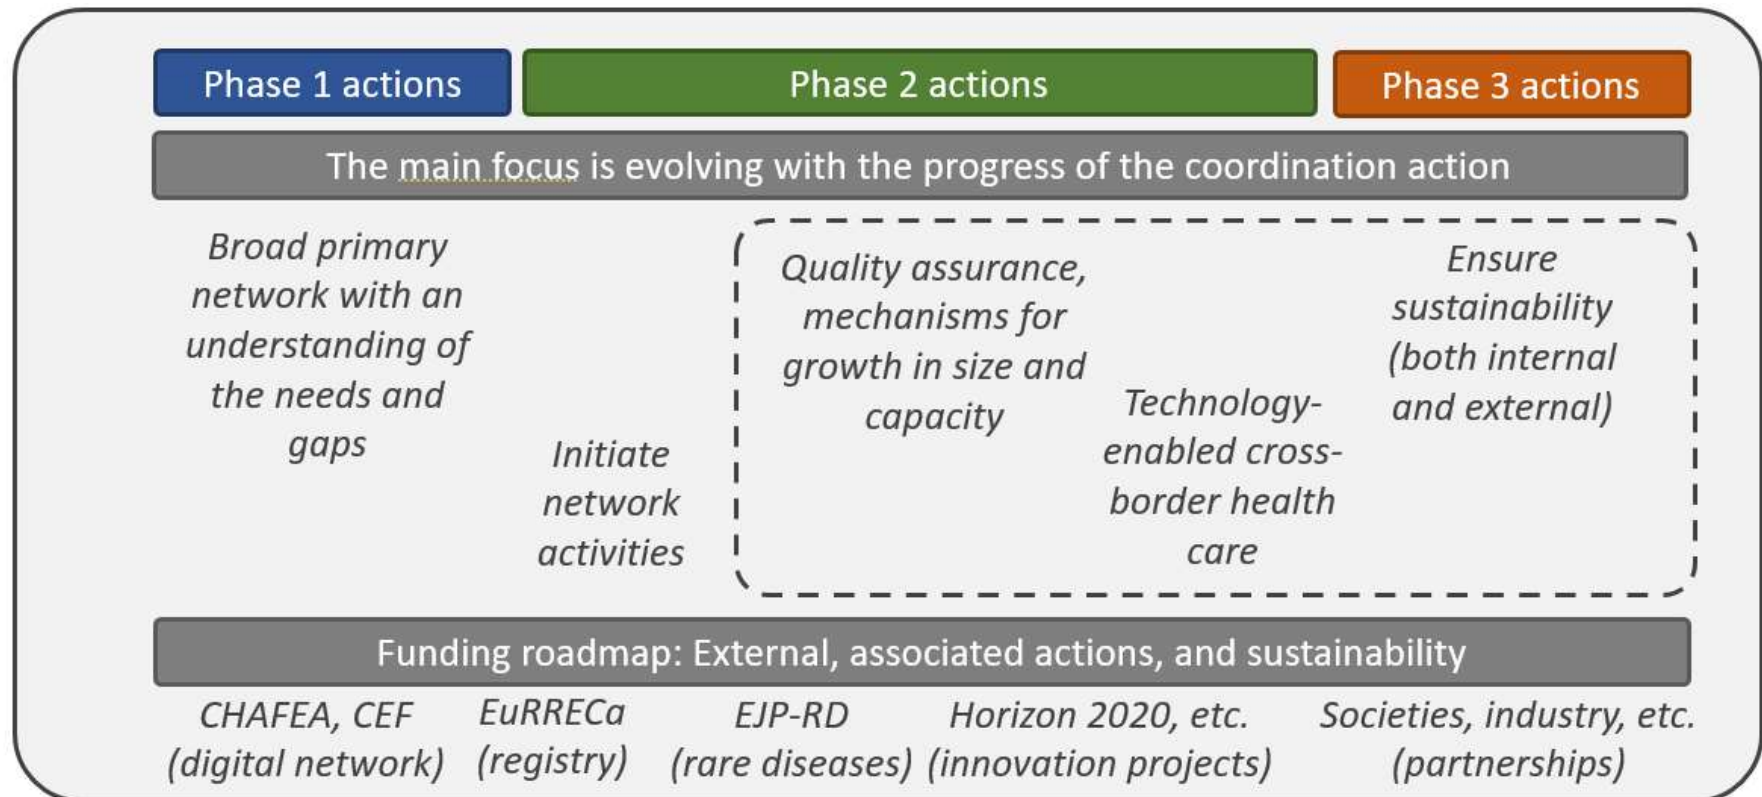 Phase 1 actions
Phase 2 actions
Phase 3 actions
The main focus is evolving with the progress of the coordination action
Broad primary
network with an
understanding of
the needs and
gaps
Initiate
network
activities
Quality assurance,
mechanisms for
growth in size and
capacity
Technology-
enabled cross-
border health
care
Ensure
sustainability
(both internal
and external)
Funding roadmap: External, associated actions, and sustainability
CHAFEA, CEF
(digital network)
EuRRECa
(registry)
EJP-RD
(rare diseases)
Horizon 2020, etc.
(innovation projects)
Societies, industry, etc.
(partnerships)